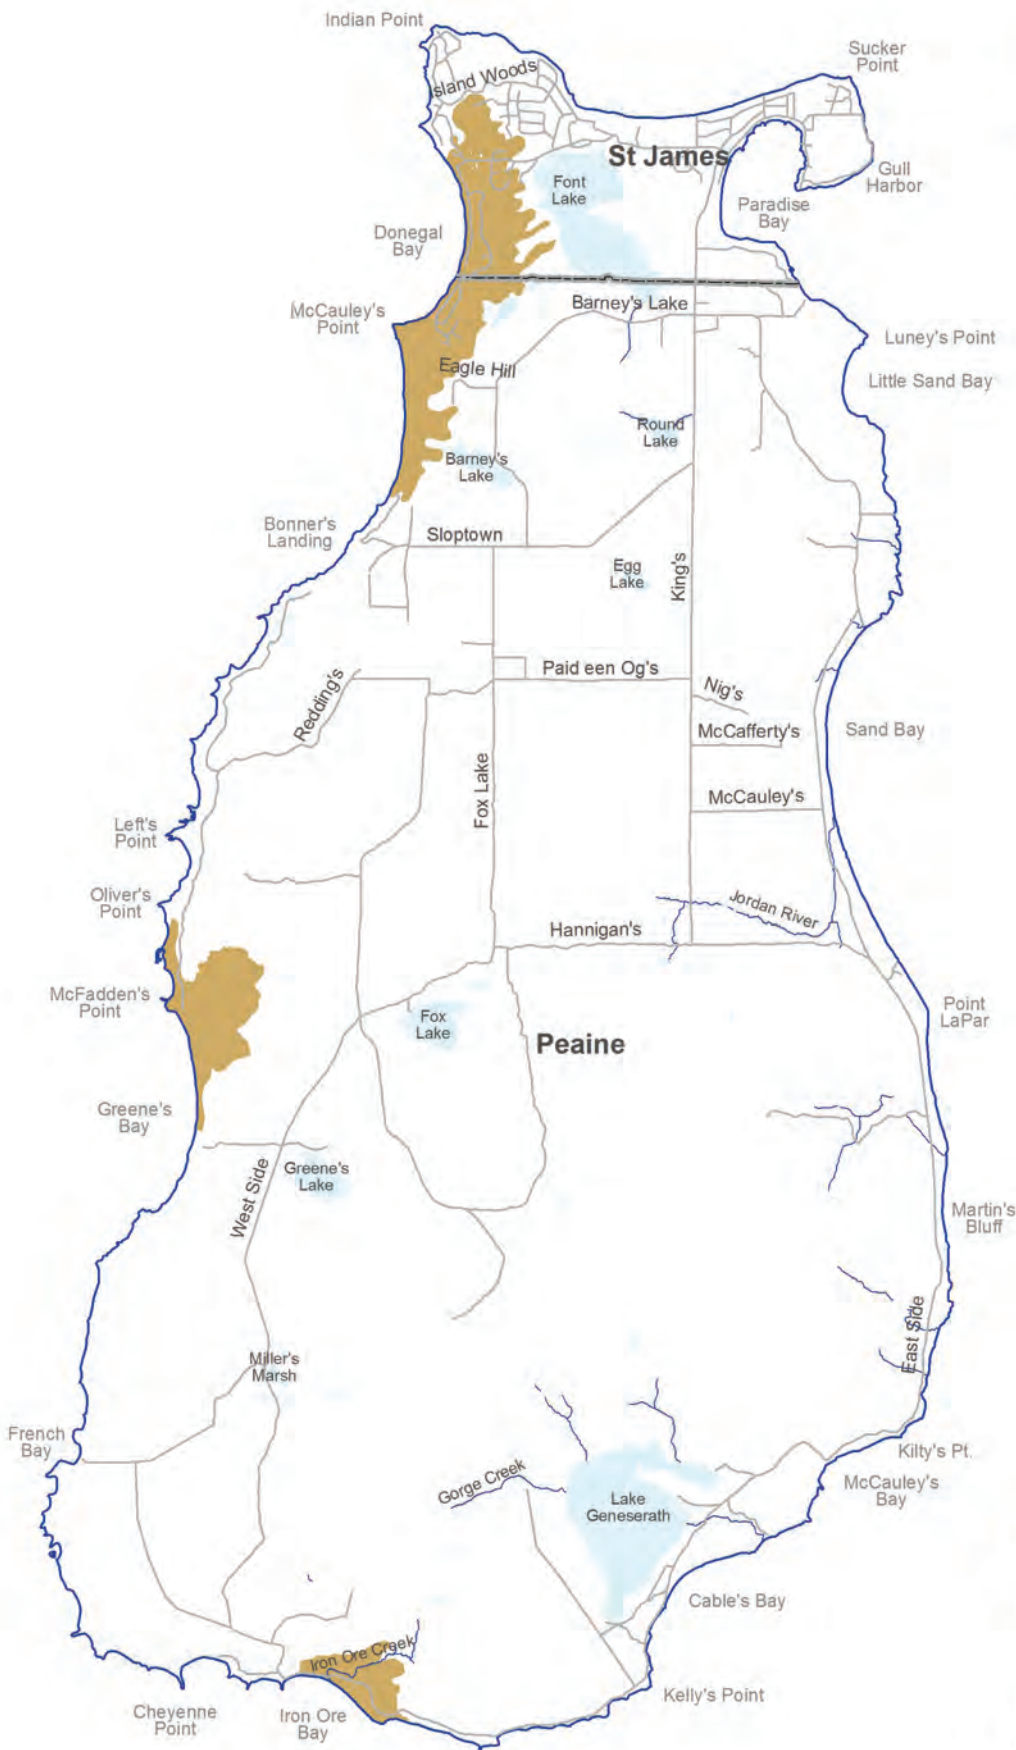 Indian Point
Sucker
Point
Island Woods
St James
Gull
Harbor
Font
Lake
Paradise
Bay
Donegal
Bay
McCauley's
Point
Barney's Lake
Luney's Point
Eagle Hill
Little Sand Bay
Round
Lake
Barney's
Lake
Bonner's
Landing
Sloptown
Egg
Lake
King's
Paid een Og's
Redding's
Nig's
McCafferty's
Sand Bay
Fox Lake
McCauley's
Left's
Point
Oliver's
Point
Jordan River
Hannigan's
McFadden's
Point
Point
LaPar
Fox
Lake
Peaine
Greene's
Bay
Greene's
Lake
West Side
Martin's
Bluff
East Side
Miller's
Marsh
French
Bay
Kilty's Pt.
McCauley's
Bay
Gorge Creek
Lake
Geneserath
Cable's Bay
Iron Ore Creek
Kelly's Point
Cheyenne
Point
Iron Ore
Bay